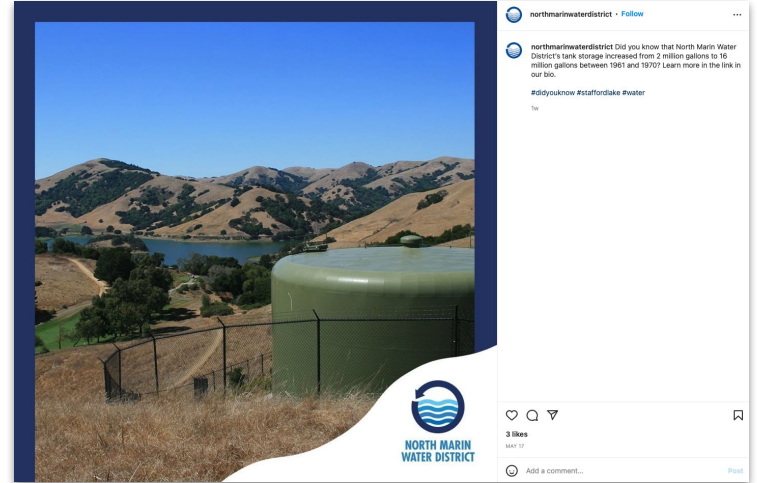 northmarinwaterdistrict • Follow
northmarinwaterdistrict Did you know that North Marin Water
District's tank storage increased from 2 million gallons to 16
million gallons between 1961 and 1970? Learn more in the link in
our bio.
#didyouknow #staffordlake #water
1w
NORTH MARIN
WATER DISTRICT
3 likes
MAY 17
Add a comment...
Post